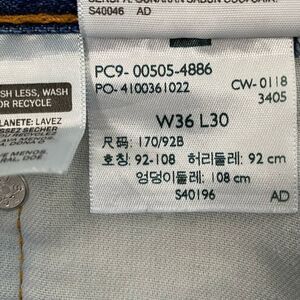 S40046 AD
PC9- 00505-4886
PO- 4100361022
CW- 0118
3405
W36 L30
尺码: 170/92B
호칭: 92-108 허리둘레: 92 cm
엉덩이둘레: 108 cm
S40196 AD
SH LESS, WASH
OR RECYCLE
PLANETE: LAVEZ
SSEZ SECHER